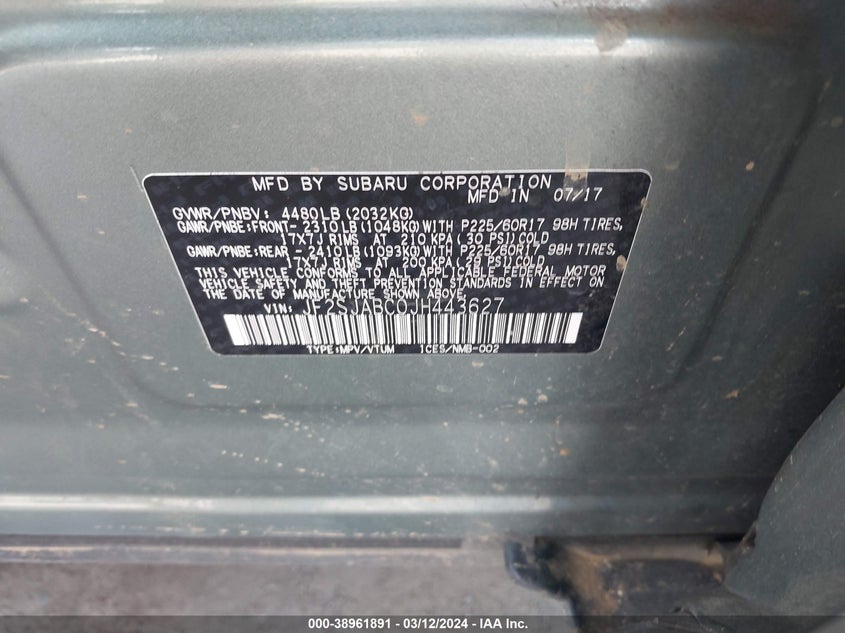 MFD BY SUBARU CORPORATION
MFD IN 07/17
GVWR/PNBV: 4480LB(2032KG)
GAWR/PNBE:FRONT- 2310LB(1048KG)WITH P225/60R17 98H TIRES,
17X7J RIMS AT 210 KPA(30 PSI)COLD
GAWR/PNBE:REAR - 2410LB(1093KG)WITH P225/60R17 98H TIRES,
17X7J RIMS AT 200 KPA(29 PSI)COLD
THIS VEHICLE CONFORMS TO ALL APPLICABLE FEDERAL MOTOR
VEHICLE SAFETY AND THEFT PREVENTION STANDARDS IN EFFECT ON
THE DATE OF MANUFACTURE SHOWN ABOVE.
VIN: JF2SJABC0JH443627
TYPE:MPV/VTUM ICES/NMB-002
000-38961891 - 03/12/2024 - IAA Inc.